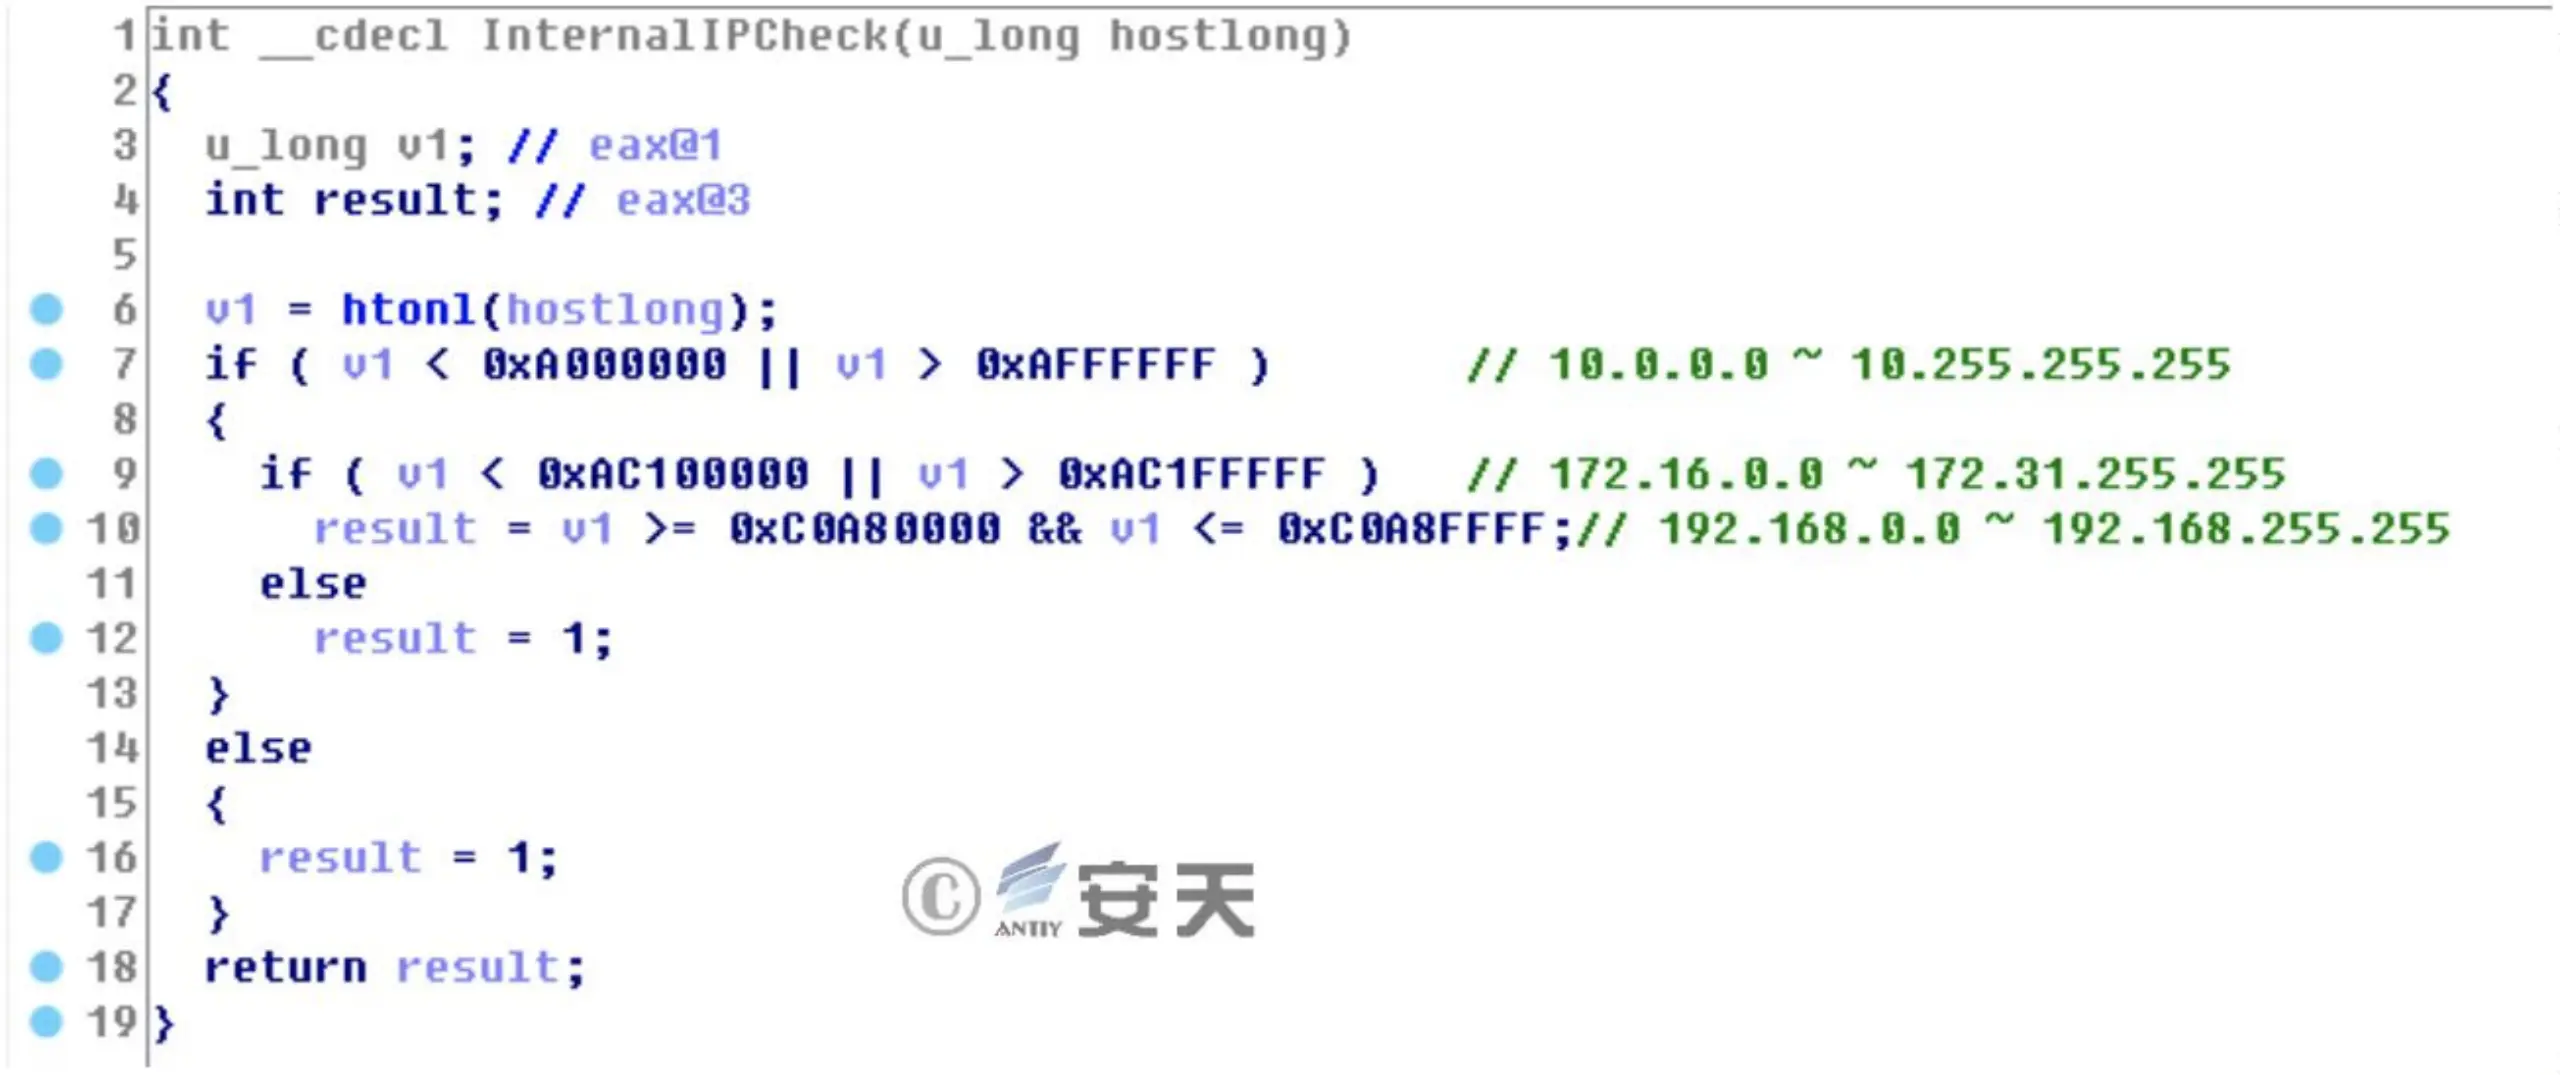 1 int __cdecl InternalIPCheck(u_long hostlong)
2 {
3   u_long v1; // eax@1
4   int result; // eax@3
5
6   v1 = htonl(hostlong);
7   if ( v1 < 0xA000000 || v1 > 0xAFFFFFF )       // 10.0.0.0 ~ 10.255.255.255
8   {
9     if ( v1 < 0xAC100000 || v1 > 0xAC1FFFFF )   // 172.16.0.0 ~ 172.31.255.255
10       result = v1 >= 0xC0A80000 && v1 <= 0xC0A8FFFF;// 192.168.0.0 ~ 192.168.255.255
11     else
12       result = 1;
13   }
14   else
15   {
16     result = 1;
17   }
18   return result;
19 }
© ANTIY 安天